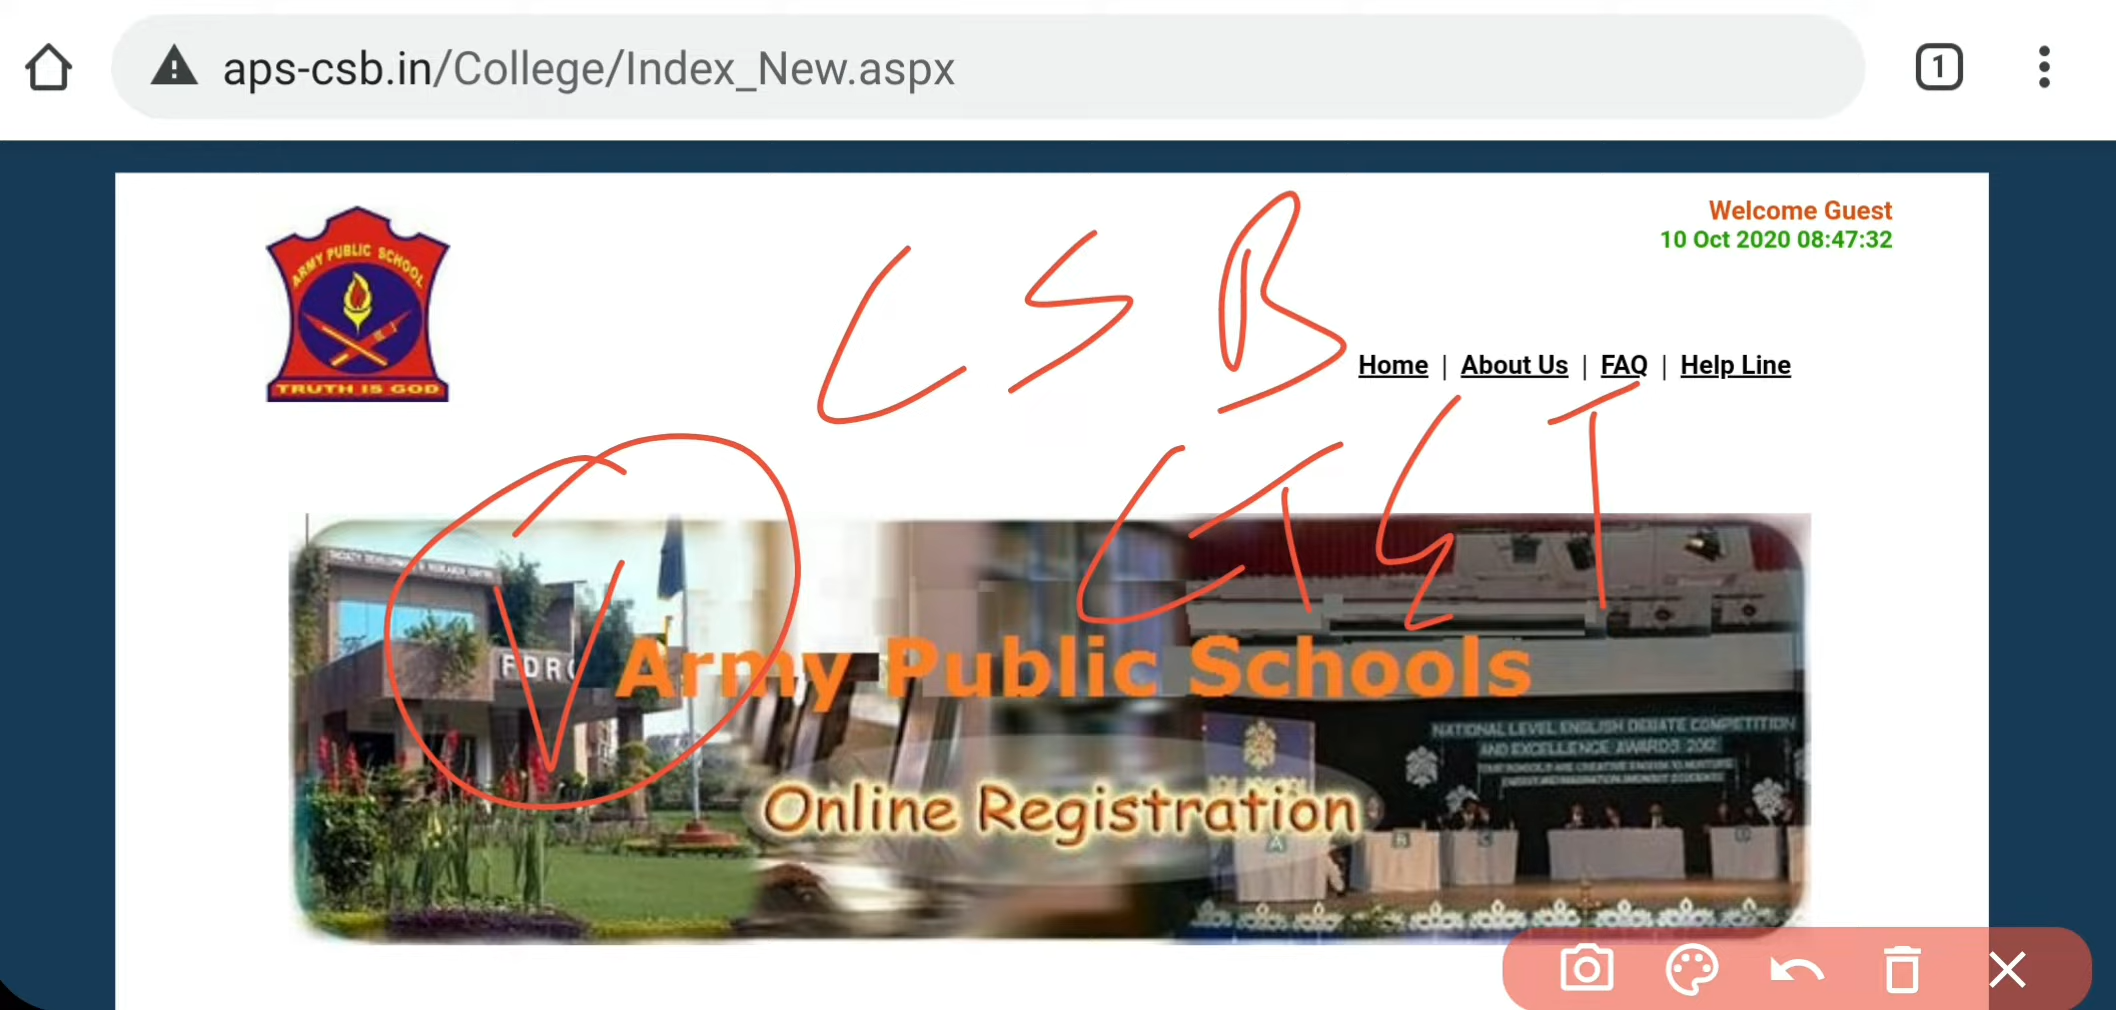 1
aps-csb.in/College/Index_New.aspx
Welcome Guest
10 Oct 2020 08:47:32
ARMY PUBLIC SCHOOL
TRUTH IS GOD
CSB
Home | About Us | FAQ | Help Line
CTET
V
FDRC
Army Public Schools
NATIONAL LEVEL ENGLISH DEBATE COMPETITION
AND EXCELLENCE AWARDS 2012
Online Registration
A B C D